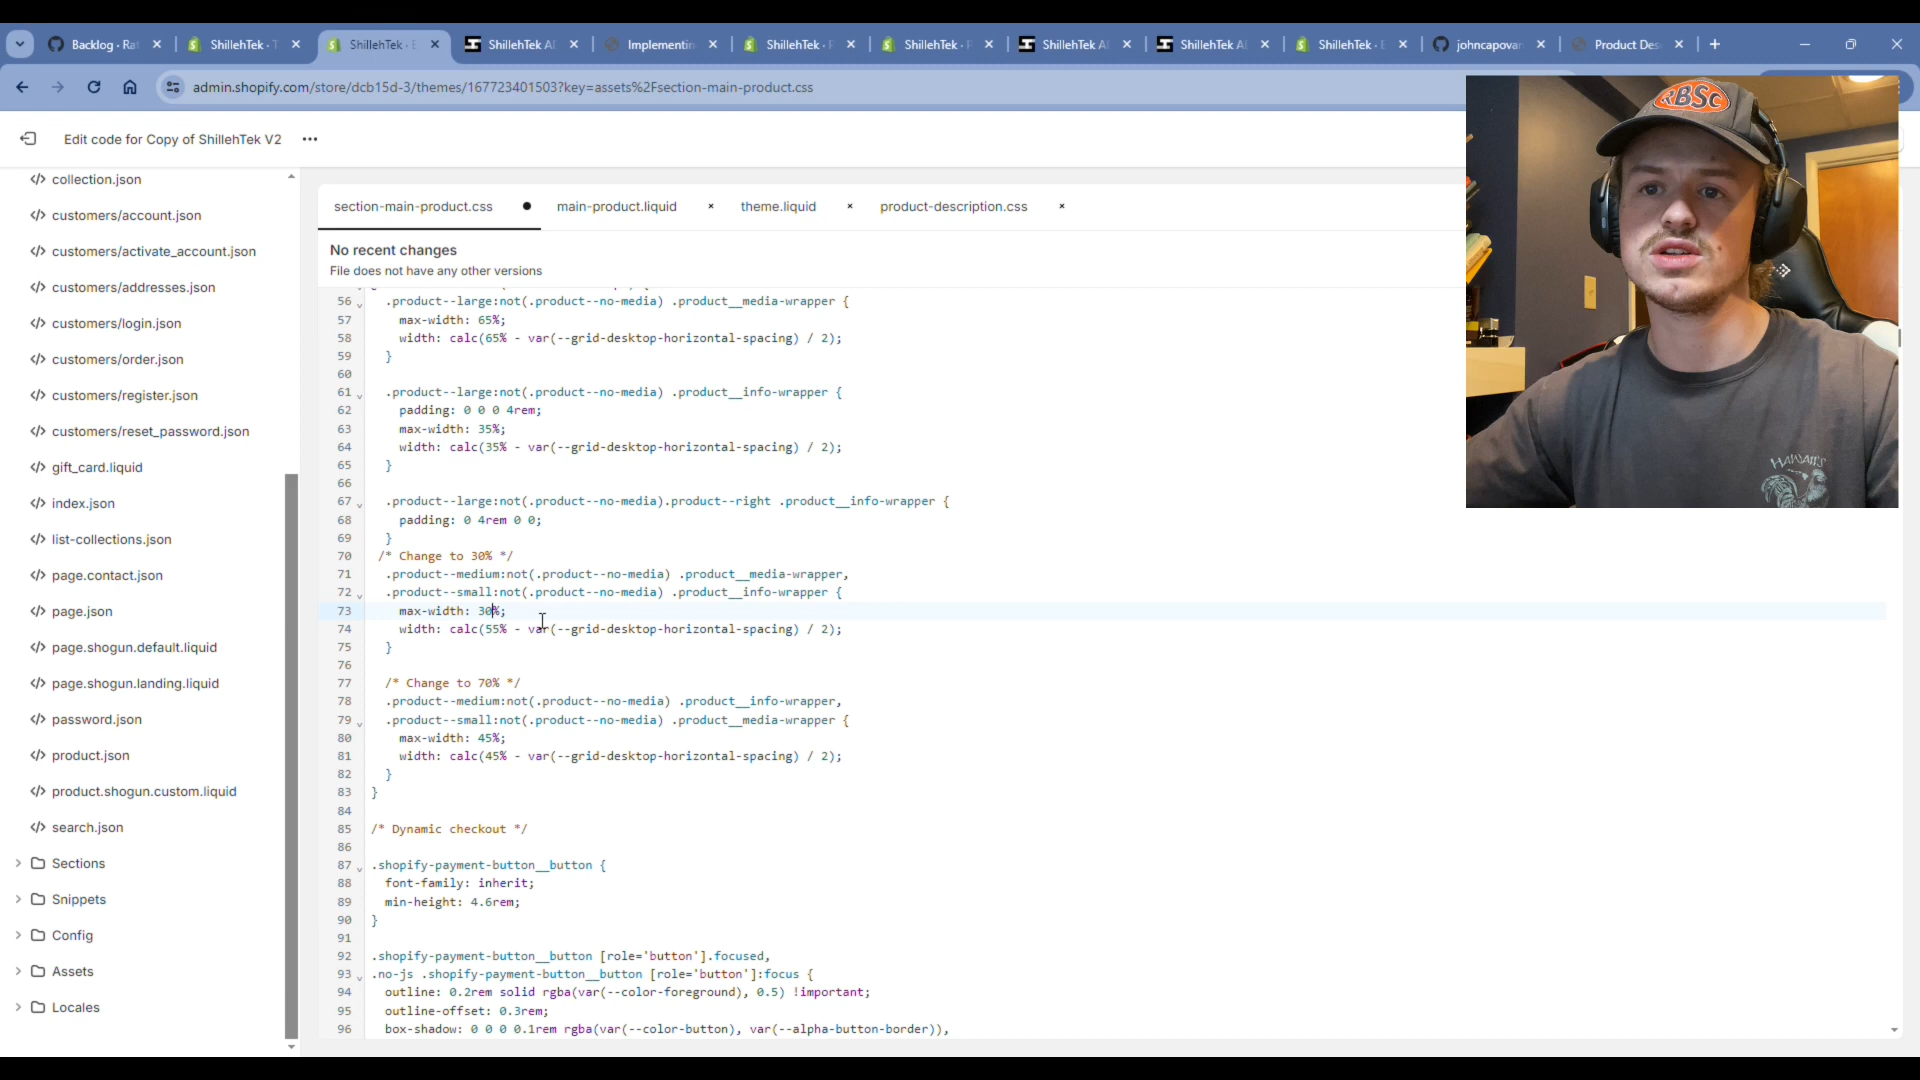 Backlog · Ra
ShillehTek · T
ShillehTek · E
ShillehTek Al
Implementin
ShillehTek · P
ShillehTek · P
ShillehTek Al
ShillehTek Al
ShillehTek · E
johncapovar
Product Des
admin.shopify.com/store/dcb15d-3/themes/167723401503?key=assets%2Fsection-main-product.css
Edit code for Copy of ShillehTek V2
collection.json
customers/account.json
customers/activate_account.json
customers/addresses.json
customers/login.json
customers/order.json
customers/register.json
customers/reset_password.json
gift_card.liquid
index.json
list-collections.json
page.contact.json
page.json
page.shogun.default.liquid
page.shogun.landing.liquid
password.json
product.json
product.shogun.custom.liquid
search.json
Sections
Snippets
Config
Assets
Locales
section-main-product.css
main-product.liquid
theme.liquid
product-description.css
No recent changes
File does not have any other versions
56 .product--large:not(.product--no-media) .product__media-wrapper {
57 max-width: 65%;
58 width: calc(65% - var(--grid-desktop-horizontal-spacing) / 2);
59 }
60
61 .product--large:not(.product--no-media) .product__info-wrapper {
62 padding: 0 0 0 4rem;
63 max-width: 35%;
64 width: calc(35% - var(--grid-desktop-horizontal-spacing) / 2);
65 }
66
67 .product--large:not(.product--no-media).product--right .product__info-wrapper {
68 padding: 0 4rem 0 0;
69 }
70 /* Change to 30% */
71 .product--medium:not(.product--no-media) .product__media-wrapper,
72 .product--small:not(.product--no-media) .product__info-wrapper {
73 max-width: 30%;
74 width: calc(55% - var(--grid-desktop-horizontal-spacing) / 2);
75 }
76
77 /* Change to 70% */
78 .product--medium:not(.product--no-media) .product__info-wrapper,
79 .product--small:not(.product--no-media) .product__media-wrapper {
80 max-width: 45%;
81 width: calc(45% - var(--grid-desktop-horizontal-spacing) / 2);
82 }
83 }
84
85 /* Dynamic checkout */
86
87 .shopify-payment-button__button {
88 font-family: inherit;
89 min-height: 4.6rem;
90 }
91
92 .shopify-payment-button__button [role='button'].focused,
93 .no-js .shopify-payment-button__button [role='button']:focus {
94 outline: 0.2rem solid rgba(var(--color-foreground), 0.5) !important;
95 outline-offset: 0.3rem;
96 box-shadow: 0 0 0 0.1rem rgba(var(--color-button), var(--alpha-button-border)),
RBSC
HAWAII'S